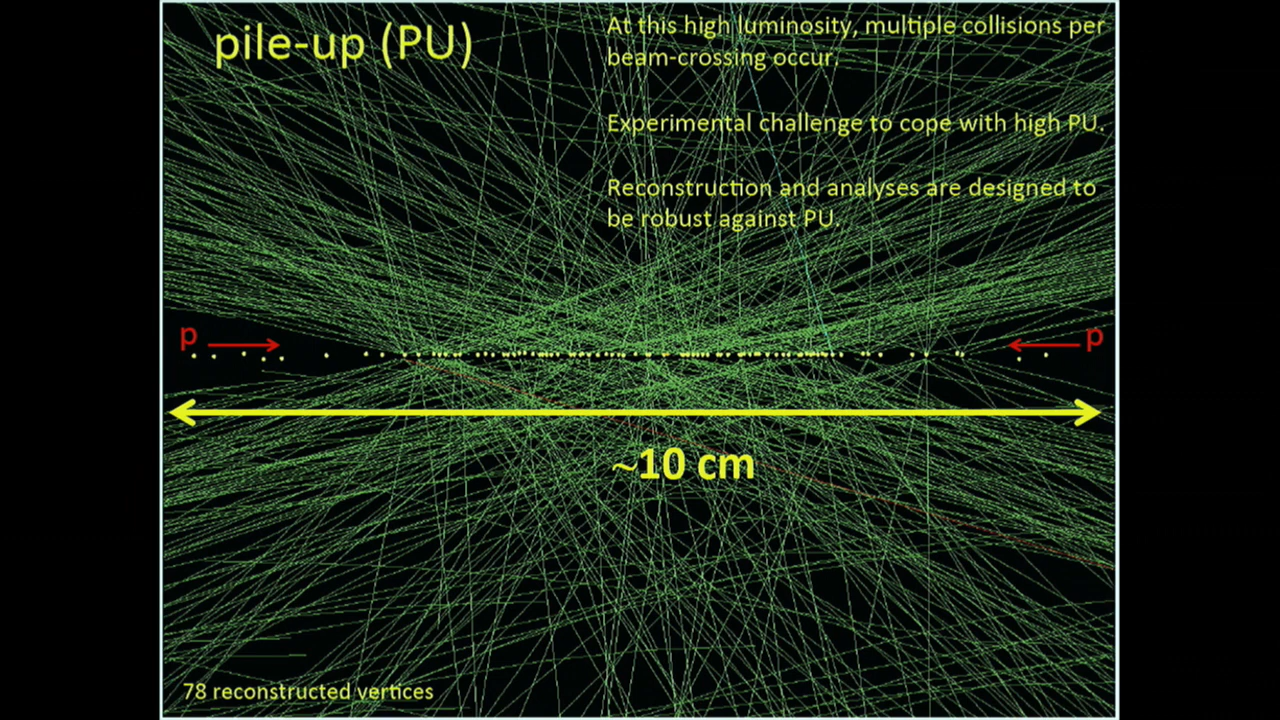 pile-up (PU)
At this high luminosity, multiple collisions per
beam-crossing occur.
Experimental challenge to cope with high PU.
Reconstruction and analyses are designed to
be robust against PU.
p
p
~10 cm
78 reconstructed vertices